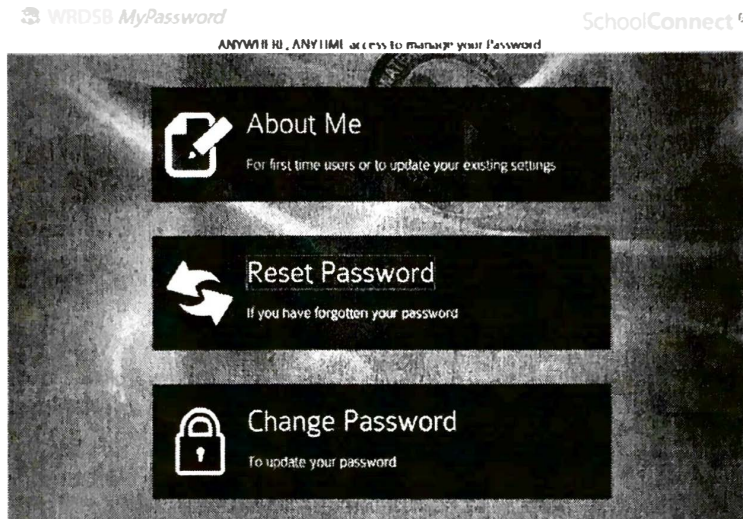 WRDSB MyPassword
SchoolConnect
ANYWHERE, ANYTIME access to manage your Password
About Me
For first time users or to update your existing settings
Reset Password
If you have forgotten your password
Change Password
To update your password